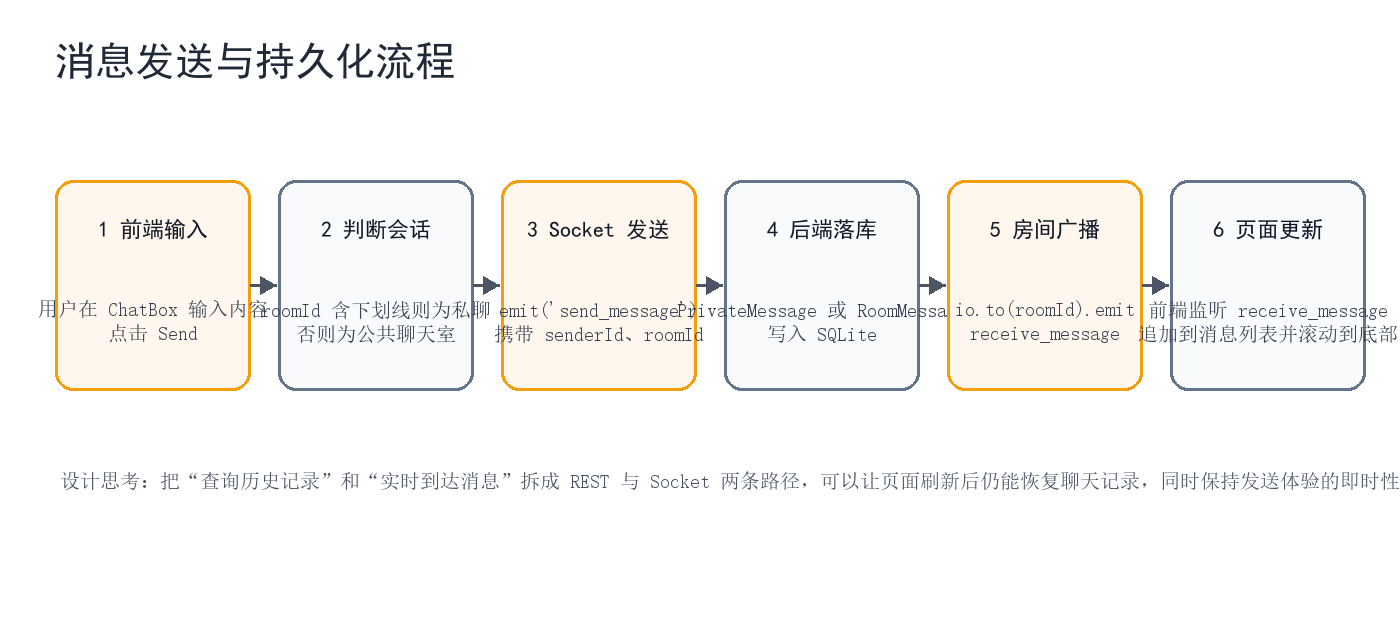 消息发送与持久化流程
1 前端输入
用户在 ChatBox 输入内容
点击 Send
2 判断会话
roomId 含下划线则为私聊
否则为公共聊天室
3 Socket 发送
emit('send_message')
携带 senderId、roomId
4 后端落库
PrivateMessage 或 RoomMessa
写入 SQLite
5 房间广播
io.to(roomId).emit
receive_message
6 页面更新
前端监听 receive_message
追加到消息列表并滚动到底部
设计思考：把“查询历史记录”和“实时到达消息”拆成 REST 与 Socket 两条路径，可以让页面刷新后仍能恢复聊天记录，同时保持发送体验的即时性